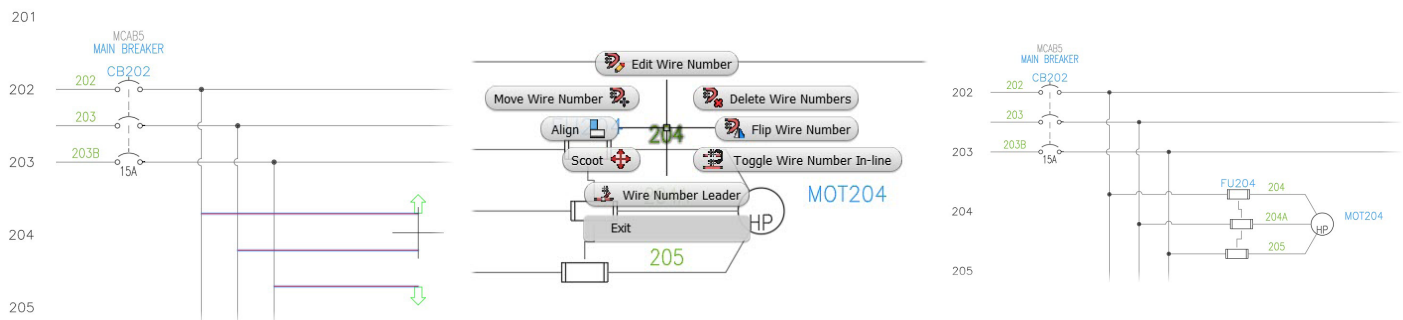 201
MCAB5
MAIN BREAKER
CB202
202
202
203
203B
203
15A
204
205
Edit Wire Number
Move Wire Number
Delete Wire Numbers
Align
204
Flip Wire Number
Scoot
Toggle Wire Number In-line
Wire Number Leader
MOT204
HP
Exit
205
MCAB5
MAIN BREAKER
CB202
202
202
203
203B
203
15A
FU204
204
204
204A
MOT204
HP
205
205